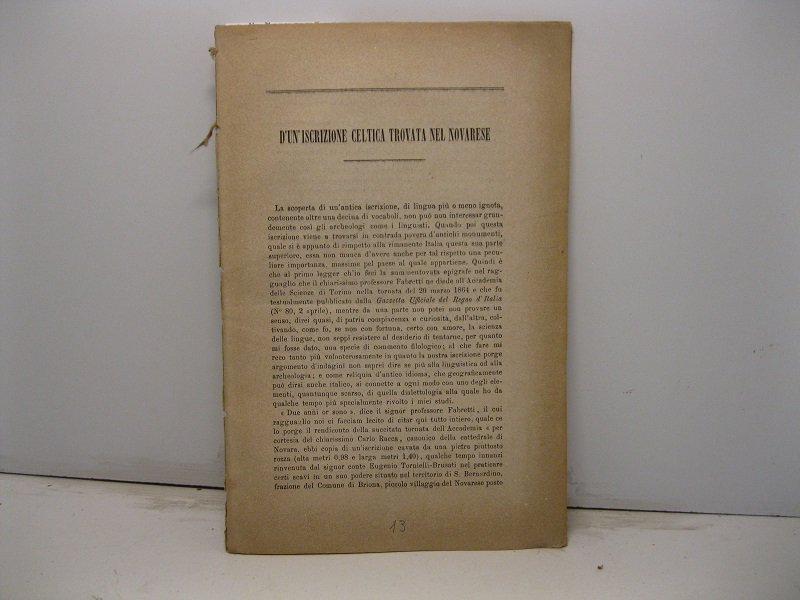 D'UN'ISCRIZIONE CELTICA TROVATA NEL NOVARESE
La scoperta di un'antica iscrizione, di lingua più o meno ignota,
contenente oltre una decina di vocaboli, non può non interessar gran-
demente così gli archeologi come i linguisti. Quando poi questa
iscrizione viene a trovarsi in contrada povera d'antichi monumenti,
quale si è appunto di rimpetto alla rimanente Italia questa sua parte
superiore, essa non manca d'avere anche per tal rispetto una pecu-
liare importanza, massime pel paese al quale appartiene. Quindi è
che al primo legger ch'io feci la summentovata epigrafe nel rag-
guaglio che il chiarissimo professore Fabretti ne diede all'Accademia
delle Scienze di Torino nella tornata del 20 marzo 1864 e che fu
testualmente pubblicato dalla Gazzetta Ufficiale del Regno d'Italia
(N° 80, 2 aprile), mentre da una parte non potei non provare un
senso, direi quasi, di patria compiacenza e curiosità, dall'altra, col-
tivando, come fo, se non con fortuna, certo con amore, la scienza
delle lingue, non seppi resistere al desiderio di tentarne, per quanto
mi fosse dato, una specie di commento filologico; al che fare mi
reco tanto più volonterosamente in quanto la nostra iscrizione porge
argomento d'indagini non saprei dire se più alla linguistica od alla
archeologia; e come reliquia d'antico idioma, che geograficamente
può dirsi anche italico, si connette a ogni modo con uno degli ele-
menti, quantunque scarso, di quella dialettologia alla quale ho da
qualche tempo più specialmente rivolto i miei studi.
« Due anni or sono », dice il signor professore Fabretti, il cui
ragguaglio noi ci facciam lecito di citar qui tutto intiero, quale ce
lo porge il rendiconto della succitata tornata dell'Accademia « per
cortesia del chiarissimo Carlo Racca, canonico della cattedrale di
Novara, ebbi copia di un'iscrizione cavata da una pietra piuttosto
rozza (alta metri 0,98 e larga metri 1,40), qualche tempo innanzi
rinvenuta dal signor conte Eugenio Tornielli-Brusati nel praticare
certi scavi in un suo podere situato nel territorio di S. Bernardino,
frazione del Comune di Briona, piccolo villaggio del Novarese posto
13